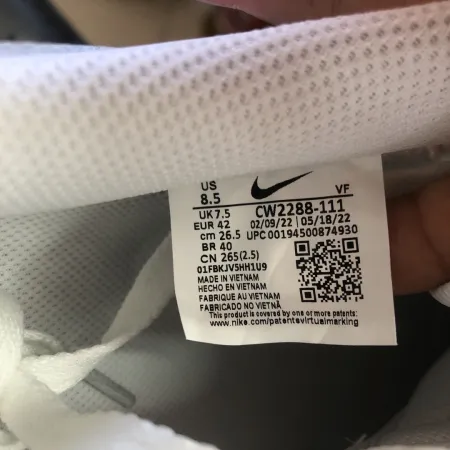 US
8.5
VF
UK 7.5 CW2288-111
EUR 42 02/09/22 05/18/22
cm 26.5 UPC 00194500874930
BR 40
CN 265(2.5)
01FBKJV5HH1U9
MADE IN VIETNAM
HECHO EN VIETNAM
FABRIQUE AU VIETNAM
FABRICADO NO VIETNÃ
This product is covered by one or more patents:
www.nike.com/patentsvirtualmarking